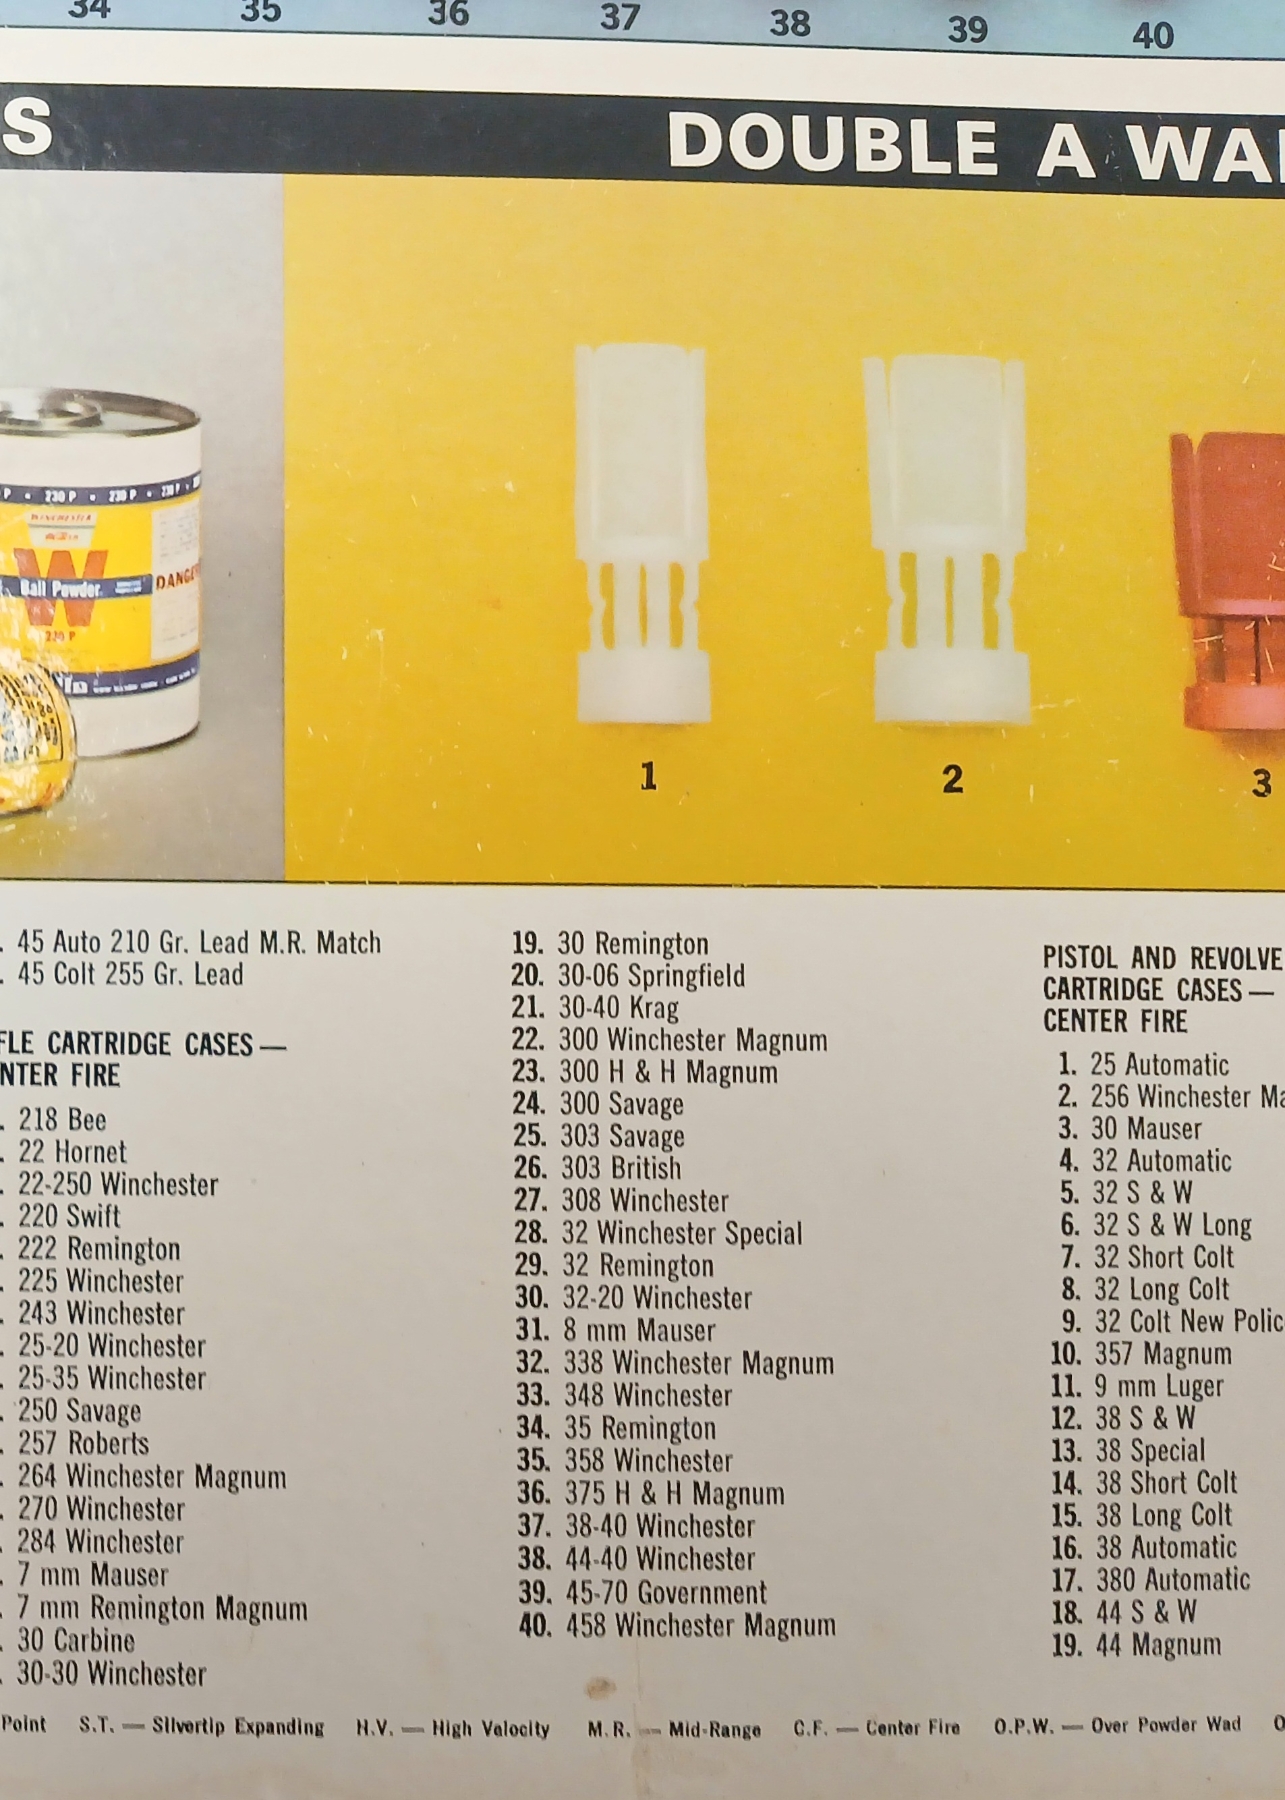 34 35 36 37 38 39 40
S DOUBLE A WA
P • 230 P • 230 P • 230 P •
WINCHESTER
W
Ball Powder
DANGE
230 P
1 2 3
. 45 Auto 210 Gr. Lead M.R. Match
. 45 Colt 255 Gr. Lead
FLE CARTRIDGE CASES—
NTER FIRE
. 218 Bee
. 22 Hornet
. 22-250 Winchester
. 220 Swift
. 222 Remington
. 225 Winchester
. 243 Winchester
. 25-20 Winchester
. 25-35 Winchester
. 250 Savage
. 257 Roberts
. 264 Winchester Magnum
. 270 Winchester
. 284 Winchester
. 7 mm Mauser
. 7 mm Remington Magnum
. 30 Carbine
. 30-30 Winchester
19. 30 Remington
20. 30-06 Springfield
21. 30-40 Krag
22. 300 Winchester Magnum
23. 300 H & H Magnum
24. 300 Savage
25. 303 Savage
26. 303 British
27. 308 Winchester
28. 32 Winchester Special
29. 32 Remington
30. 32-20 Winchester
31. 8 mm Mauser
32. 338 Winchester Magnum
33. 348 Winchester
34. 35 Remington
35. 358 Winchester
36. 375 H & H Magnum
37. 38-40 Winchester
38. 44-40 Winchester
39. 45-70 Government
40. 458 Winchester Magnum
PISTOL AND REVOLVE
CARTRIDGE CASES—
CENTER FIRE
1. 25 Automatic
2. 256 Winchester Ma
3. 30 Mauser
4. 32 Automatic
5. 32 S & W
6. 32 S & W Long
7. 32 Short Colt
8. 32 Long Colt
9. 32 Colt New Polic
10. 357 Magnum
11. 9 mm Luger
12. 38 S & W
13. 38 Special
14. 38 Short Colt
15. 38 Long Colt
16. 38 Automatic
17. 380 Automatic
18. 44 S & W
19. 44 Magnum
Point S.T. — Silvertip Expanding H.V. — High Velocity M.R. — Mid-Range C.F. — Center Fire O.P.W. — Over Powder Wad O